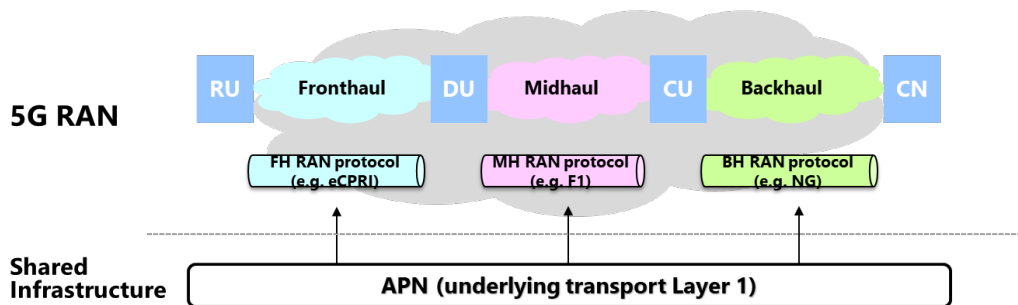 5G RAN
RU
Fronthaul
DU
Midhaul
CU
Backhaul
CN
FH RAN protocol
(e.g. eCPRI)
MH RAN protocol
(e.g. F1)
BH RAN protocol
(e.g. NG)
Shared
Infrastructure
APN (underlying transport Layer 1)